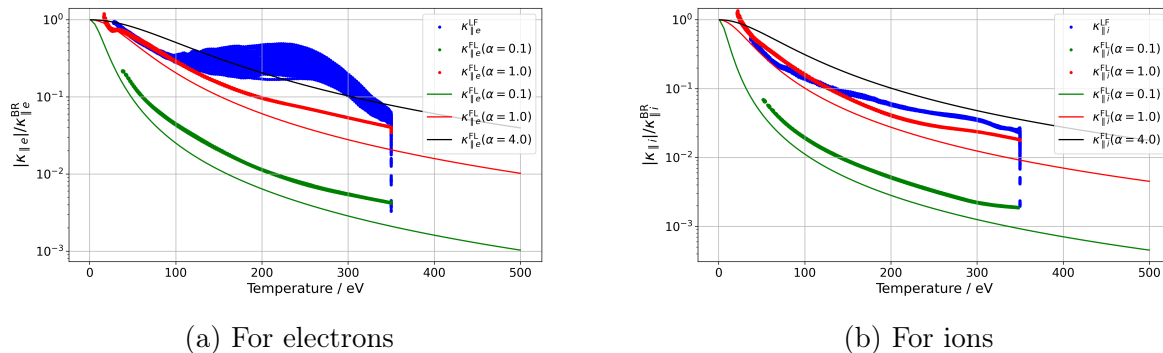 10⁰
10⁻¹
10⁻²
10⁻³
|κ∥e|/κ∥e^BR
0 100 200 300 400 500
Temperature / eV
κ∥e^LF
κ∥e^FL(α = 0.1)
κ∥e^FL(α = 1.0)
κ∥e^FL(α = 0.1)
κ∥e^FL(α = 1.0)
κ∥e^FL(α = 4.0)
(a) For electrons
10⁰
10⁻¹
10⁻²
10⁻³
|κ∥i|/κ∥i^BR
0 100 200 300 400 500
Temperature / eV
κ∥i^LF
κ∥i^FL(α = 0.1)
κ∥i^FL(α = 1.0)
κ∥i^FL(α = 0.1)
κ∥i^FL(α = 1.0)
κ∥i^FL(α = 4.0)
(b) For ions